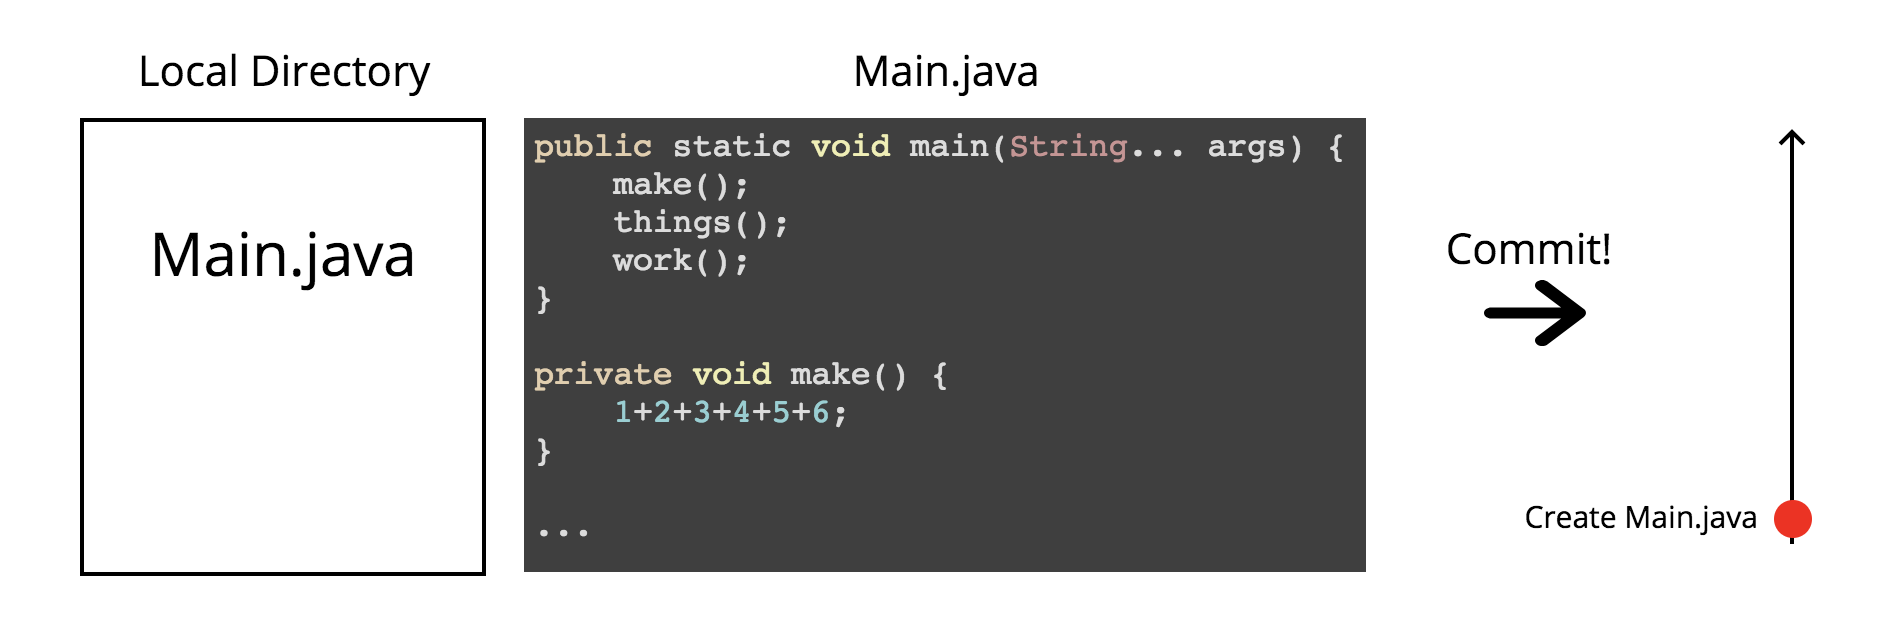 Local Directory
Main.java
Main.java
public static void main(String... args) {
    make();
    things();
    work();
}
private void make() {
    1+2+3+4+5+6;
}
...
Commit!
Create Main.java